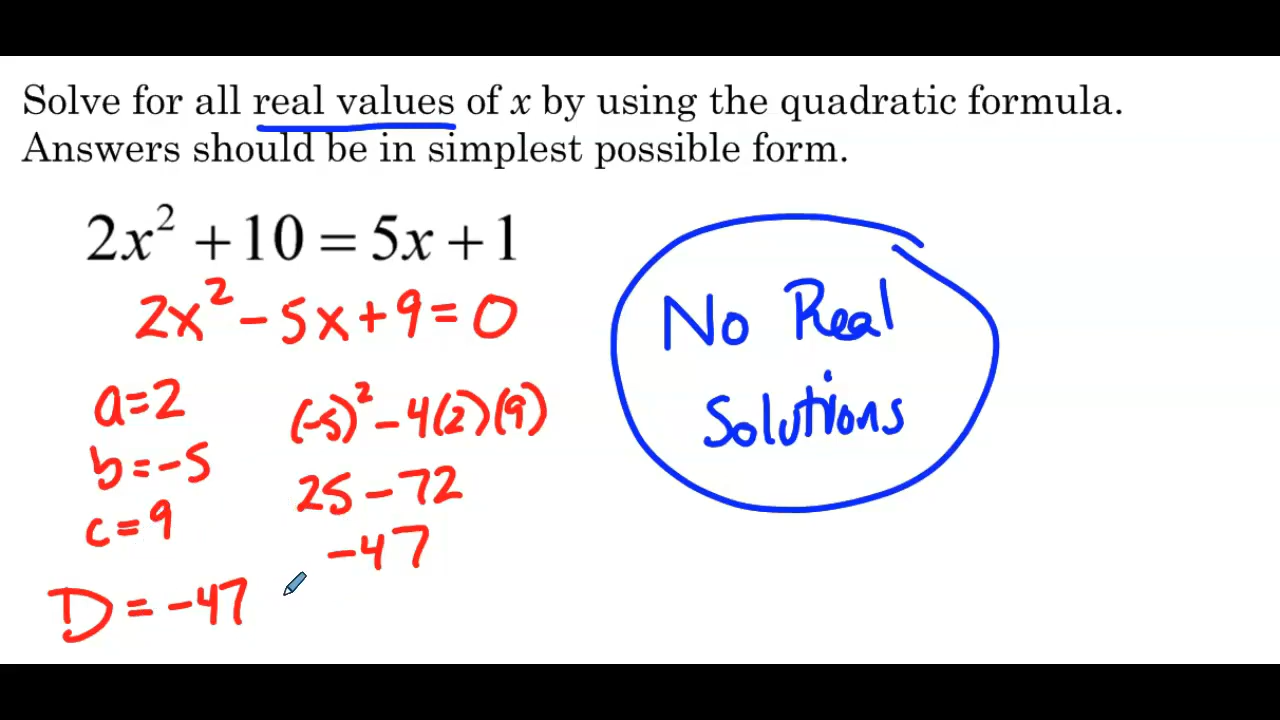 Solve for all real values of x by using the quadratic formula.
Answers should be in simplest possible form.
2x² + 10 = 5x + 1
2x² - 5x + 9 = 0
a = 2
b = -5
c = 9
D = -47
(-5)² - 4(2)(9)
25 - 72
-47
No Real
Solutions